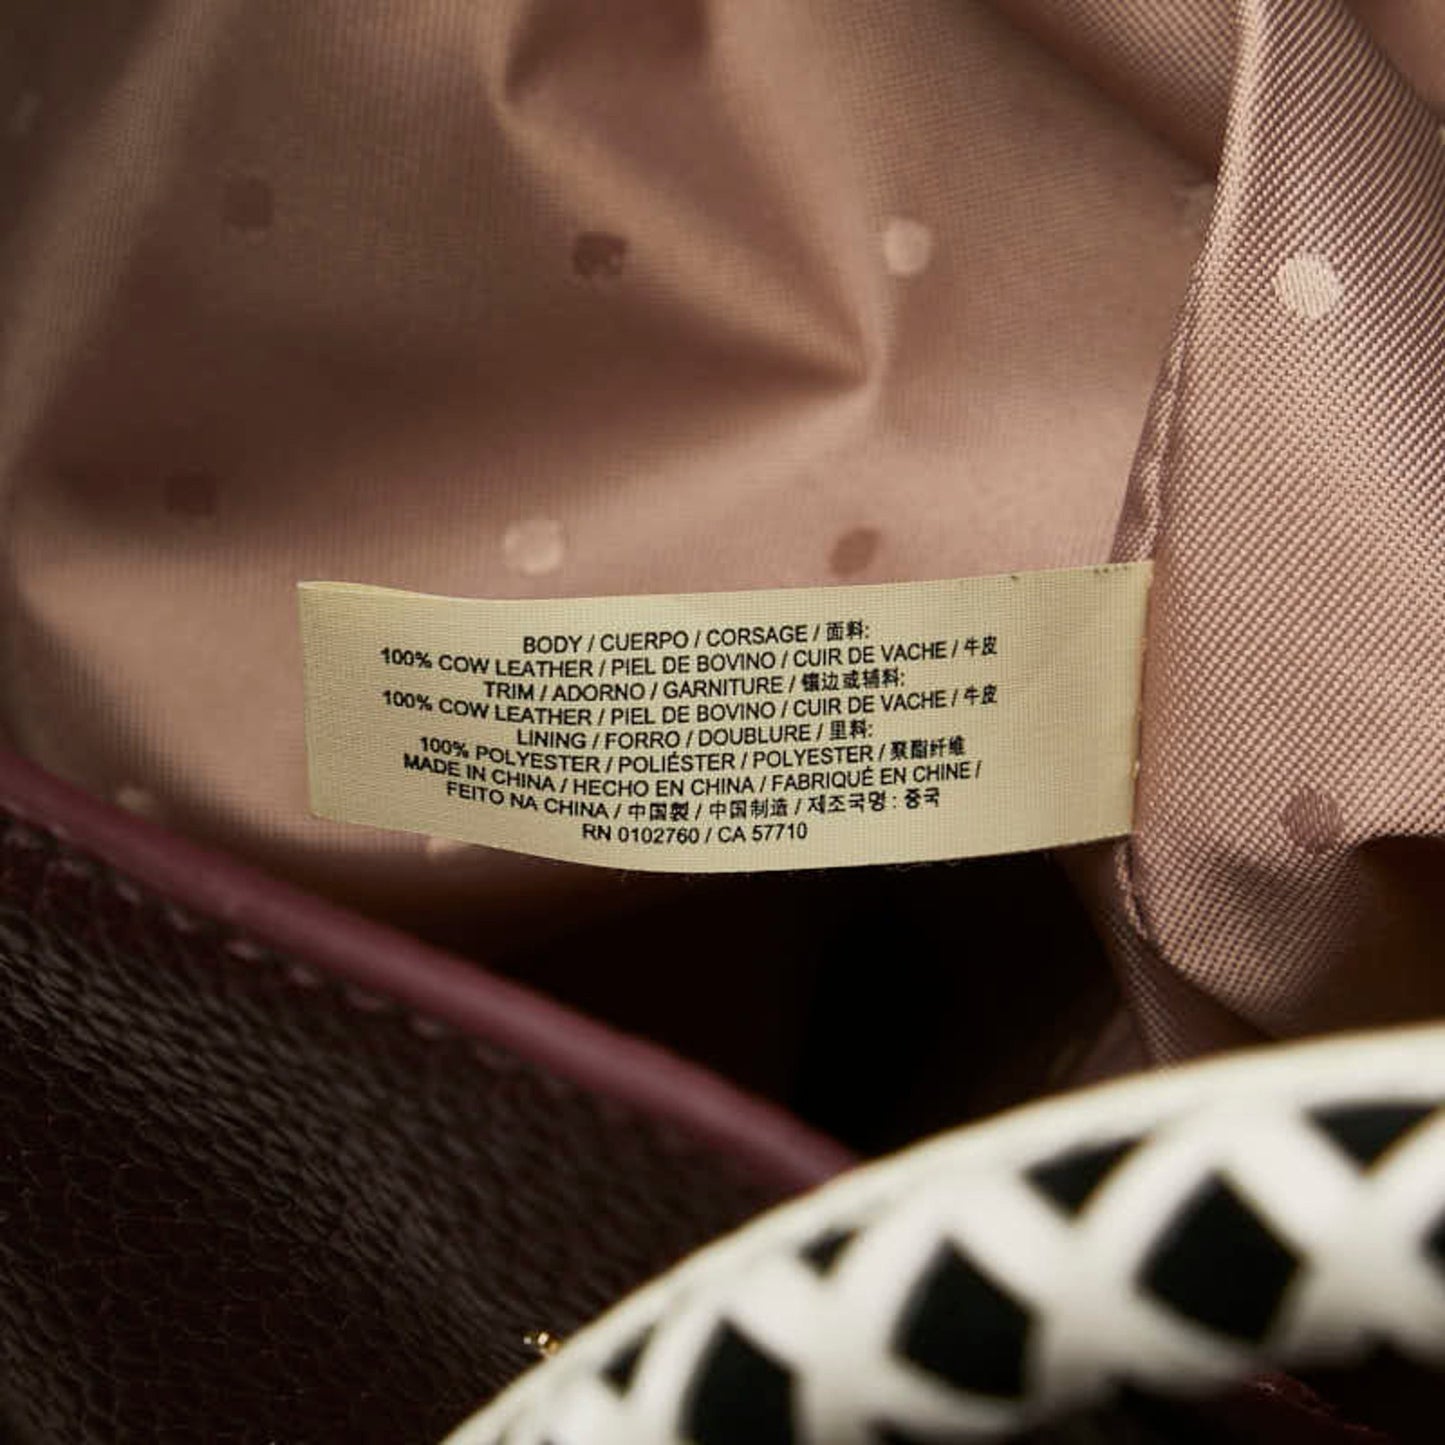 BODY / CUERPO / CORSAGE / 面料:
100% COW LEATHER / PIEL DE BOVINO / CUIR DE VACHE / 牛皮
TRIM / ADORNO / GARNITURE / 镶边或辅料:
100% COW LEATHER / PIEL DE BOVINO / CUIR DE VACHE / 牛皮
LINING / FORRO / DOUBLURE / 里料:
100% POLYESTER / POLIÉSTER / POLYESTER / 聚酯纤维
MADE IN CHINA / HECHO EN CHINA / FABRIQUÉ EN CHINE /
FEITO NA CHINA / 中国製 / 中国制造 / 제조국명 : 중국
RN 0102760 / CA 57710